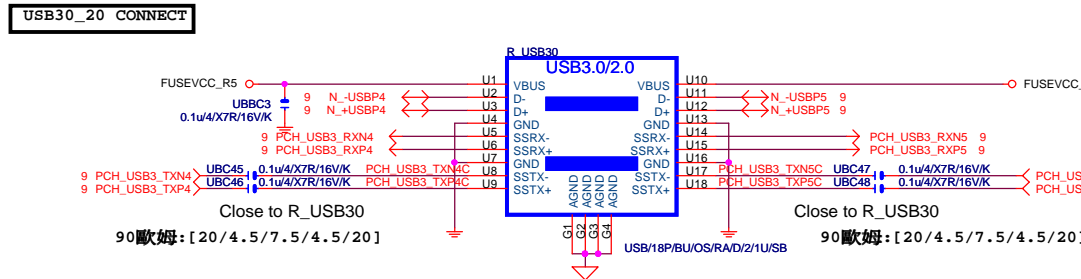 USB30_20 CONNECT
R_USB30
USB3.0/2.0
FUSEVCC_R5 U1 VBUS VBUS U10 FUSEVCC_
9 N_-USBP4 U2 D- D- U11 N_-USBP5 9
9 N_+USBP4 U3 D+ D+ U12 N_+USBP5 9
UBBC3
0.1u/4/X7R/16V/K
U4 GND GND U13
9 PCH_USB3_RXN4 U5 SSRX- SSRX- U14 PCH_USB3_RXN5 9
9 PCH_USB3_RXP4 U6 SSRX+ SSRX+ U15 PCH_USB3_RXP5 9
U7 GND GND U16
9 PCH_USB3_TXN4 UBC45 0.1u/4/X7R/16V/K PCH_USB3_TXN4C U8 SSTX- SSTX- U17 PCH_USB3_TXN5C UBC47 0.1u/4/X7R/16V/K PCH_US
9 PCH_USB3_TXP4 UBC46 0.1u/4/X7R/16V/K PCH_USB3_TXP4C U9 SSTX+ SSTX+ U18 PCH_USB3_TXP5C UBC48 0.1u/4/X7R/16V/K PCH_US
AGND AGND AGND AGND
G1 G2 G3 G4
Close to R_USB30 Close to R_USB30
90歐姆:[20/4.5/7.5/4.5/20] 90歐姆:[20/4.5/7.5/4.5/20]
USB/18P/BU/OS/RA/D/2/1U/SB